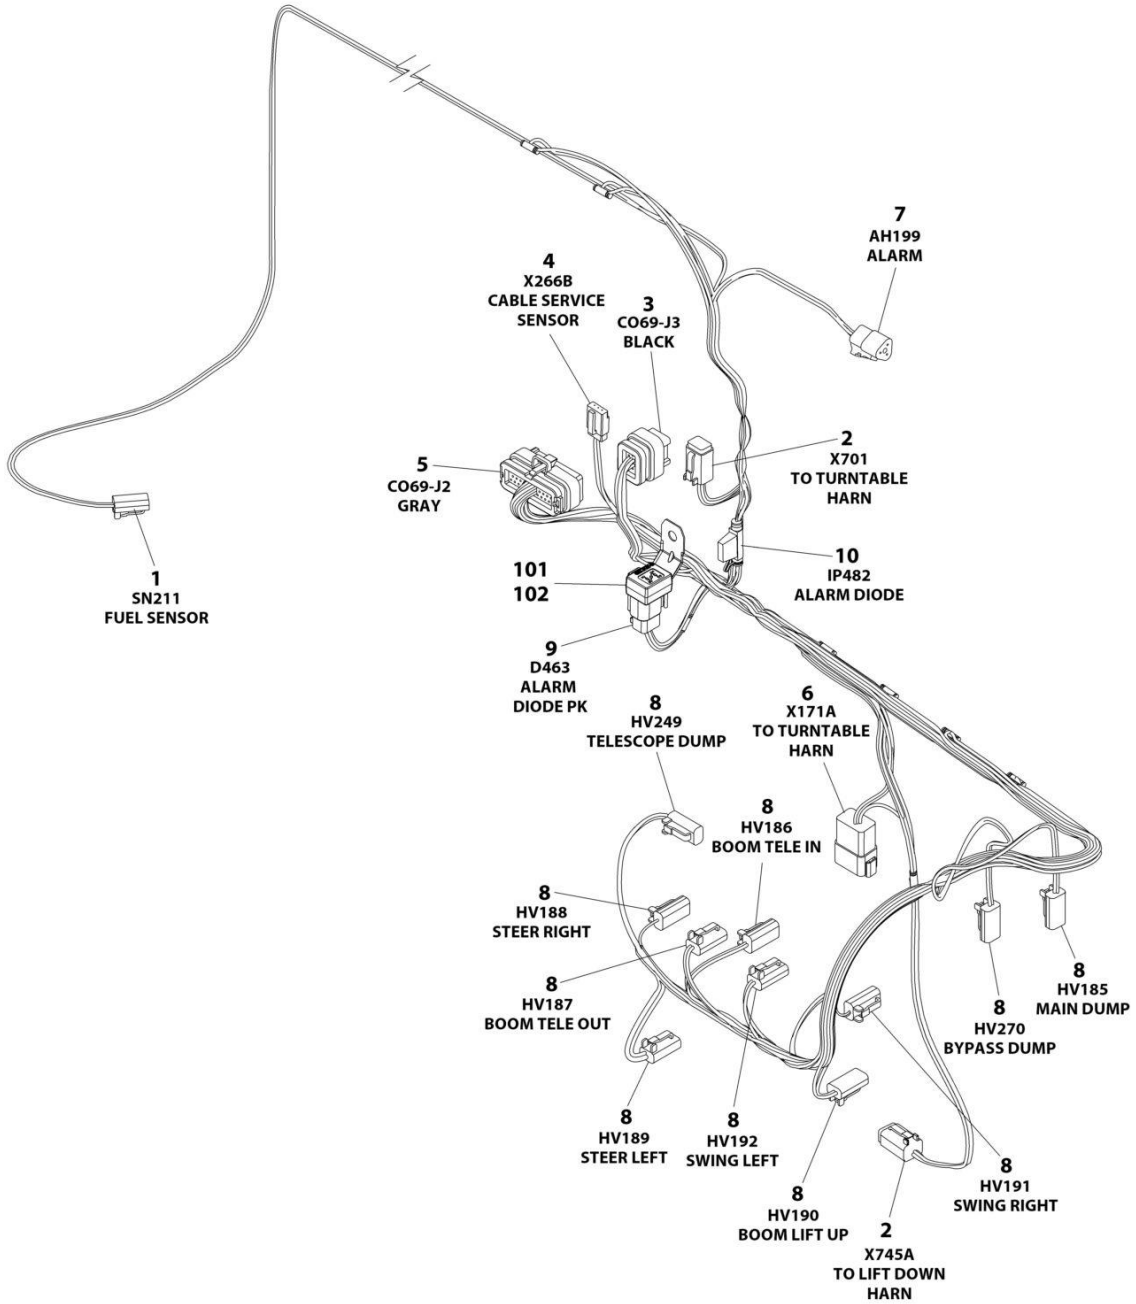 7
AH199
ALARM
4
X266B
CABLE SERVICE
SENSOR
3
CO69-J3
BLACK
2
X701
TO TURNTABLE
HARN
5
CO69-J2
GRAY
10
IP482
ALARM DIODE
101
102
1
SN211
FUEL SENSOR
9
D463
ALARM
DIODE PK
6
X171A
TO TURNTABLE
HARN
8
HV249
TELESCOPE DUMP
8
HV186
BOOM TELE IN
8
HV188
STEER RIGHT
8
HV187
BOOM TELE OUT
8
HV185
MAIN DUMP
8
HV270
BYPASS DUMP
8
HV189
STEER LEFT
8
HV192
SWING LEFT
8
HV191
SWING RIGHT
8
HV190
BOOM LIFT UP
2
X745A
TO LIFT DOWN
HARN